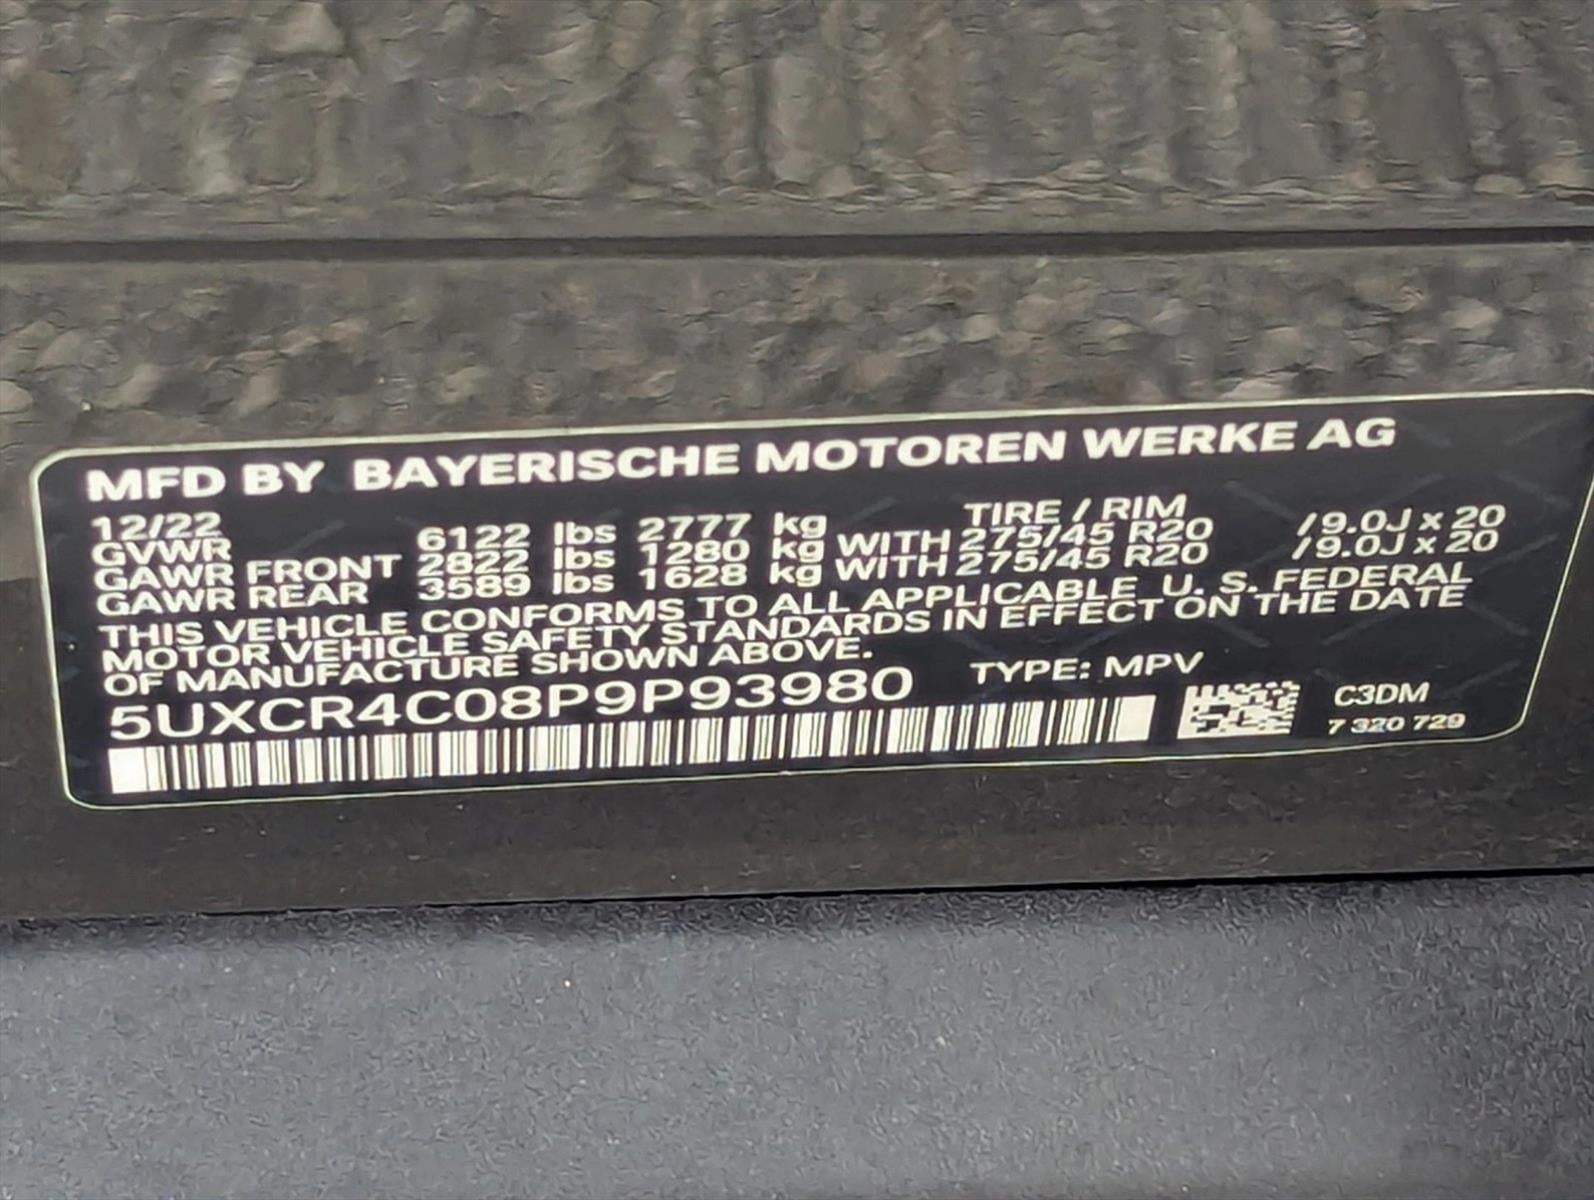 MFD BY BAYERISCHE MOTOREN WERKE AG
12/22 TIRE / RIM
GVWR 6122 lbs 2777 kg
GAWR FRONT 2822 lbs 1280 kg WITH 275/45 R20 /9.0J x 20
GAWR REAR 3589 lbs 1628 kg WITH 275/45 R20 /9.0J x 20
THIS VEHICLE CONFORMS TO ALL APPLICABLE U. S. FEDERAL
MOTOR VEHICLE SAFETY STANDARDS IN EFFECT ON THE DATE
OF MANUFACTURE SHOWN ABOVE.
5UXCR4C08P9P93980 TYPE: MPV
C3DM
7 320 729